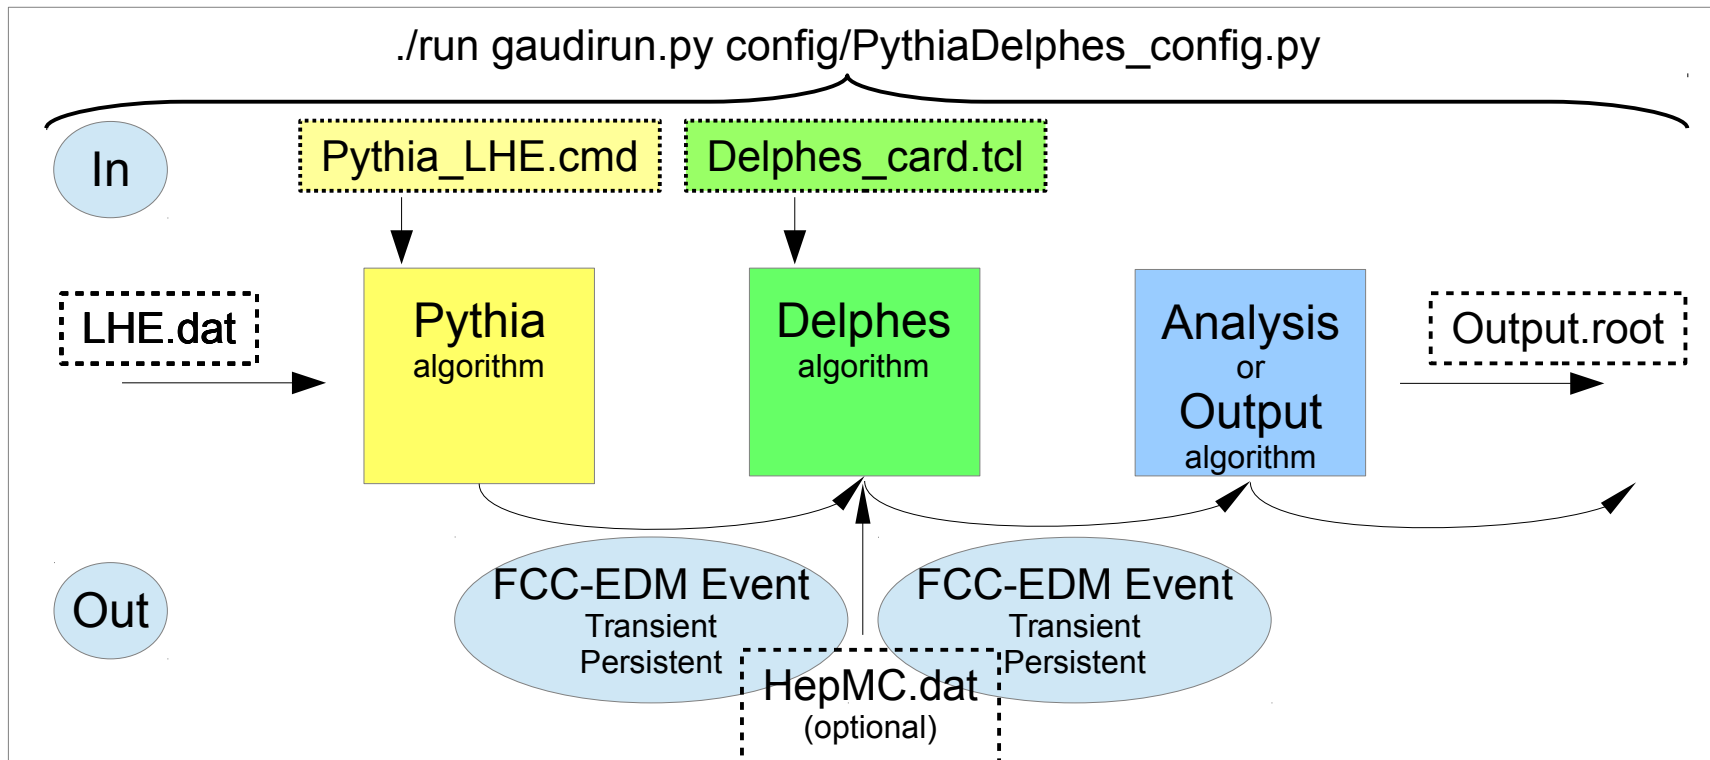 ./run gaudirun.py config/PythiaDelphes_config.py
In
Pythia_LHE.cmd
Delphes_card.tcl
LHE.dat
Pythia
algorithm
Delphes
algorithm
Analysis
or
Output
algorithm
Output.root
Out
FCC-EDM Event
Transient
Persistent
FCC-EDM Event
Transient
Persistent
HepMC.dat
(optional)